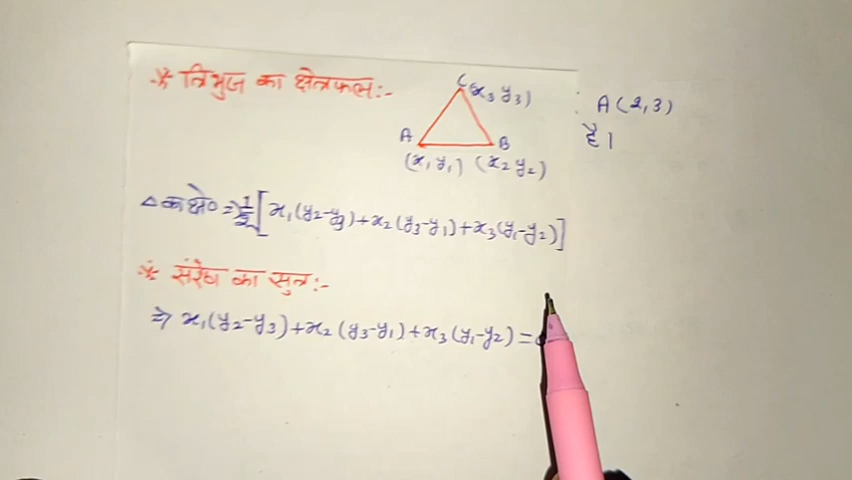 * त्रिभुज का क्षेत्रफल:-
C(x3 y3)
A B
(x1 y1) (x2 y2)
A(2,3)
है।
△ का क्षे० = 1/2 [x1(y2-y3)+x2(y3-y1)+x3(y1-y2)]
* संरेख का सुत्र:-
⇒ x1(y2-y3)+x2(y3-y1)+x3(y1-y2)=